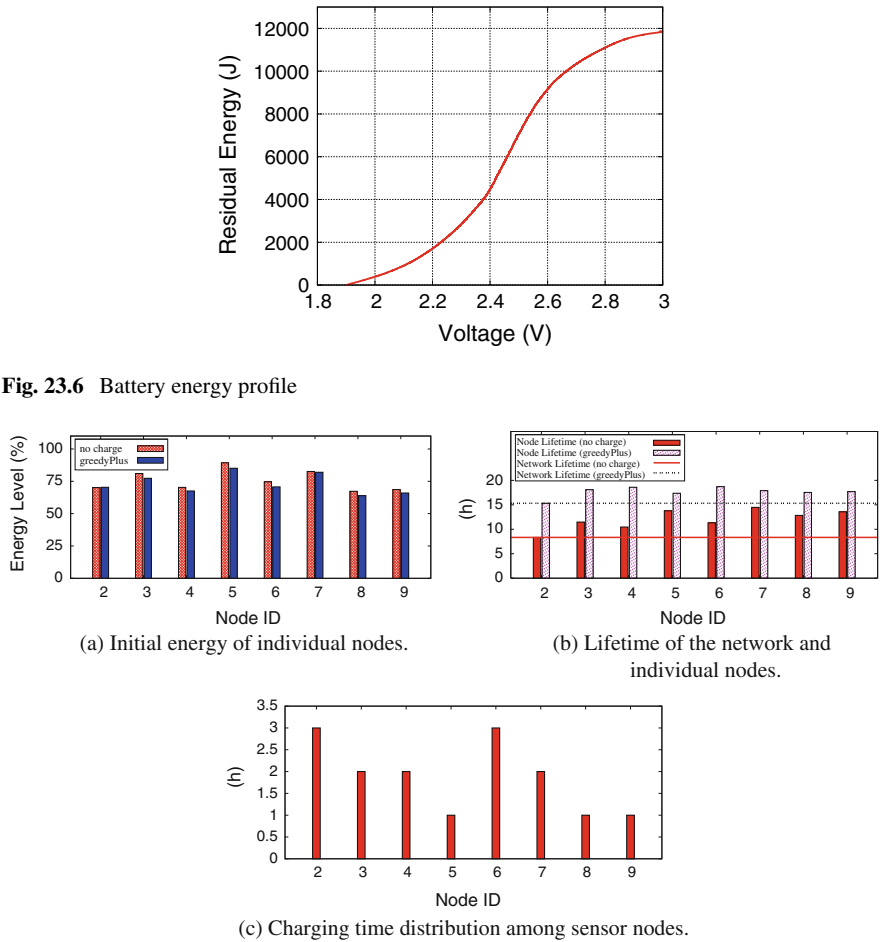 12000
10000
8000
6000
4000
2000
0
Residual Energy (J)
1.8 2 2.2 2.4 2.6 2.8 3
Voltage (V)
Fig. 23.6 Battery energy profile
no charge
greedyPlus
100
75
50
25
0
Energy Level (%)
2 3 4 5 6 7 8 9
Node ID
(a) Initial energy of individual nodes.
Node Lifetime (no charge)
Node Lifetime (greedyPlus)
Network Lifetime (no charge)
Network Lifetime (greedyPlus)
20
15
10
5
0
(h)
2 3 4 5 6 7 8 9
Node ID
(b) Lifetime of the network and
individual nodes.
3.5
3
2.5
2
1.5
1
0.5
0
(h)
2 3 4 5 6 7 8 9
Node ID
(c) Charging time distribution among sensor nodes.